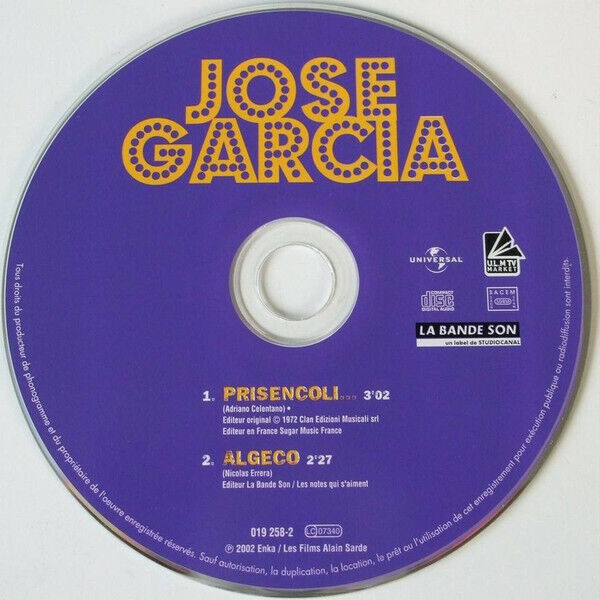 JOSE
GARCIA
UNIVERSAL
U.L.M TV
MARKET
COMPACT
disc
DIGITAL AUDIO
SACEM
LA BANDE SON
un label de STUDIOCANAL
1. PRISENCOLI... 3'02
(Adriano Celentano) •
Editeur original © 1972 Clan Edizioni Musicali srl
Editeur en France Sugar Music France
2. ALGECO 2'27
(Nicolas Errera)
Editeur La Bande Son / Les notes qui s'aiment
019 258-2 LC 07340
℗ 2002 Enka / Les Films Alain Sarde
Tous droits du producteur de phonogramme et du propriétaire de l'oeuvre enregistrée réservés. Sauf autorisation, la duplication, la location, le prêt ou l'utilisation de cet enregistrement pour exécution publique ou radiodiffusion sont interdits.